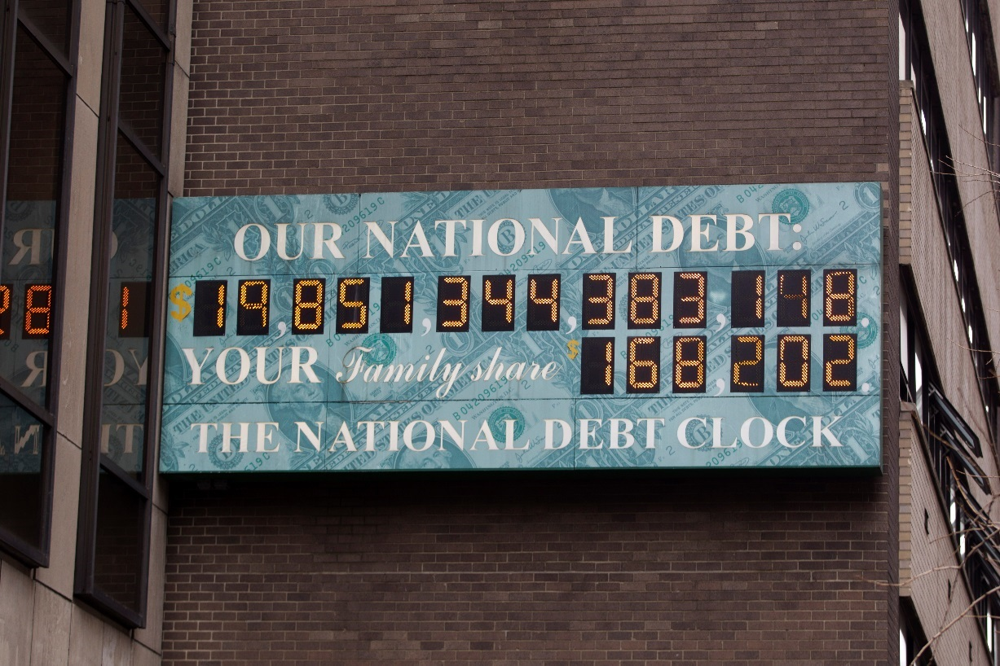 OUR NATIONAL DEBT:
$19,851,344,383,148.
YOUR Family share $168,202.
THE NATIONAL DEBT CLOCK